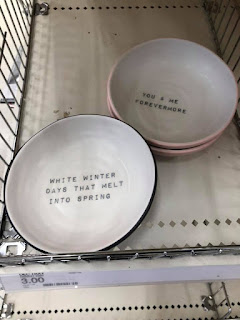 YOU & ME
FOREVERMORE
WHITE WINTER
DAYS THAT MELT
INTO SPRING
3.00